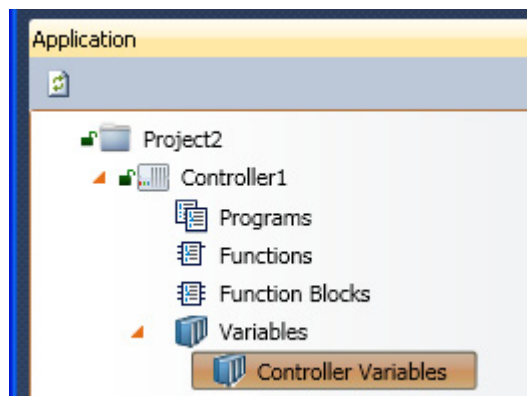 Application
Project2
Controller1
Programs
Functions
Function Blocks
Variables
Controller Variables